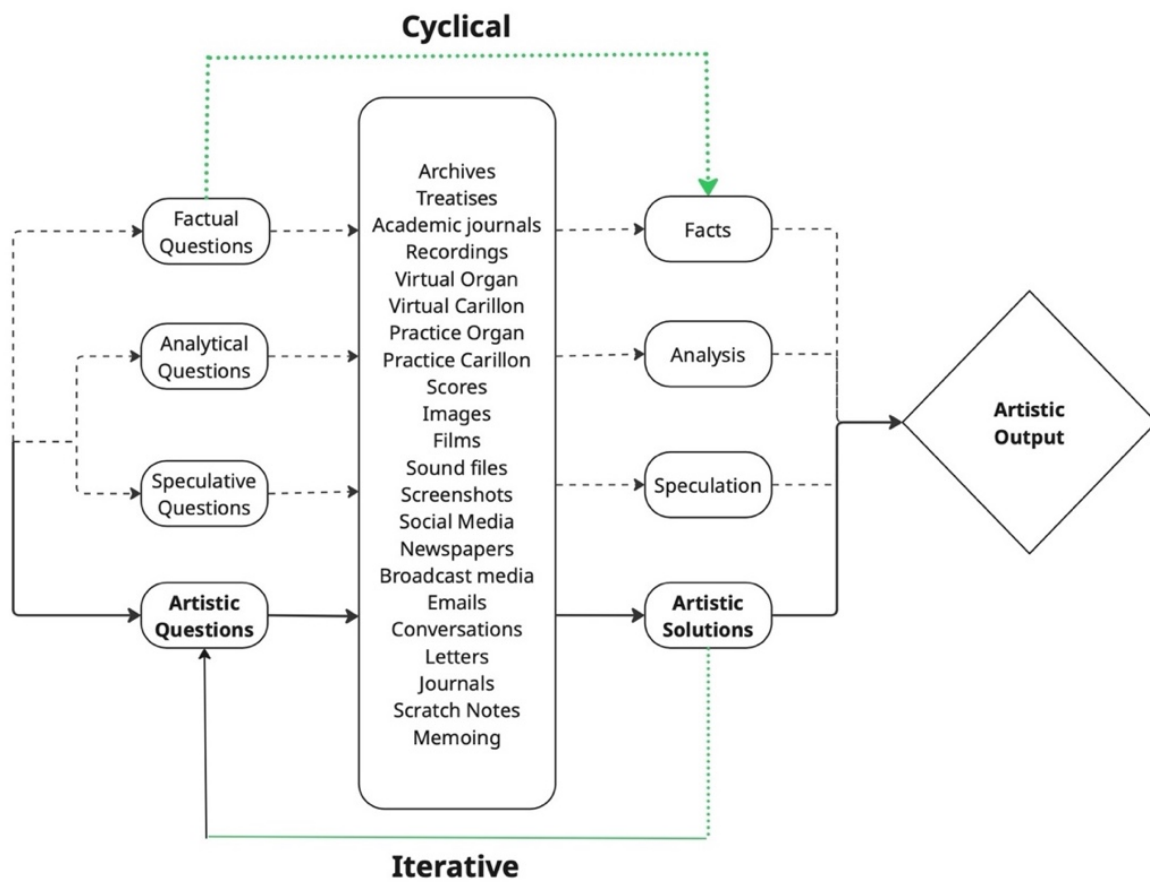 Cyclical
Factual
Questions
Analytical
Questions
Speculative
Questions
Artistic
Questions
Archives
Treatises
Academic journals
Recordings
Virtual Organ
Virtual Carillon
Practice Organ
Practice Carillon
Scores
Images
Films
Sound files
Screenshots
Social Media
Newspapers
Broadcast media
Emails
Conversations
Letters
Journals
Scratch Notes
Memoing
Facts
Analysis
Speculation
Artistic
Solutions
Artistic
Output
Iterative